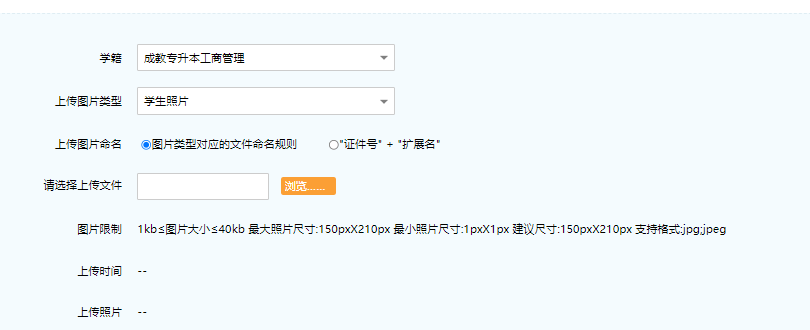 学籍 成教专升本工商管理
上传图片类型 学生照片
上传图片命名 图片类型对应的文件命名规则 "证件号" + "扩展名"
请选择上传文件 浏览......
图片限制 1kb≤图片大小≤40kb 最大照片尺寸:150pxX210px 最小照片尺寸:1pxX1px 建议尺寸:150pxX210px 支持格式:jpg;jpeg
上传时间 --
上传照片 --